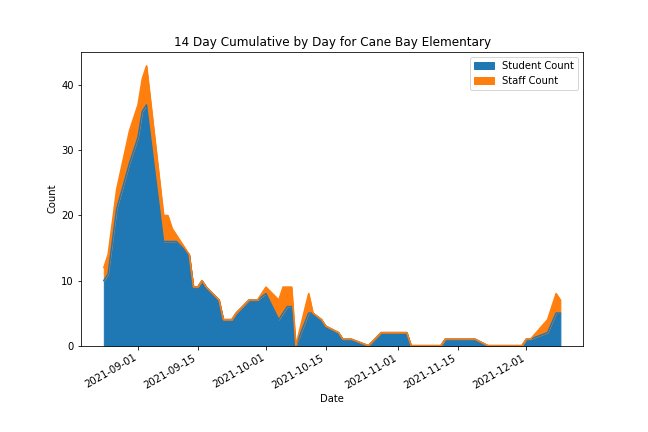 14 Day Cumulative by Day for Cane Bay Elementary
Student Count
Staff Count
Count
40
30
20
10
0
2021-09-01
2021-09-15
2021-10-01
2021-10-15
2021-11-01
2021-11-15
2021-12-01
Date